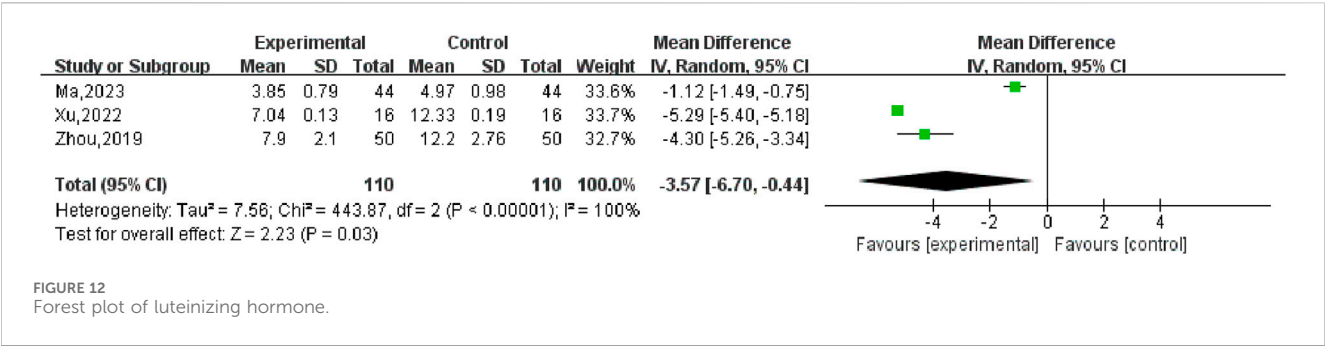 Experimental Control Mean Difference Mean Difference
Study or Subgroup Mean SD Total Mean SD Total Weight IV, Random, 95% CI IV, Random, 95% CI
Ma,2023 3.85 0.79 44 4.97 0.98 44 33.6% -1.12 [-1.49, -0.75]
Xu,2022 7.04 0.13 16 12.33 0.19 16 33.7% -5.29 [-5.40, -5.18]
Zhou,2019 7.9 2.1 50 12.2 2.76 50 32.7% -4.30 [-5.26, -3.34]
Total (95% CI) 110 110 100.0% -3.57 [-6.70, -0.44]
Heterogeneity: Tau² = 7.56; Chi² = 443.87, df = 2 (P < 0.00001); I² = 100%
Test for overall effect: Z = 2.23 (P = 0.03)
-4 -2 0 2 4
Favours [experimental] Favours [control]
FIGURE 12
Forest plot of luteinizing hormone.